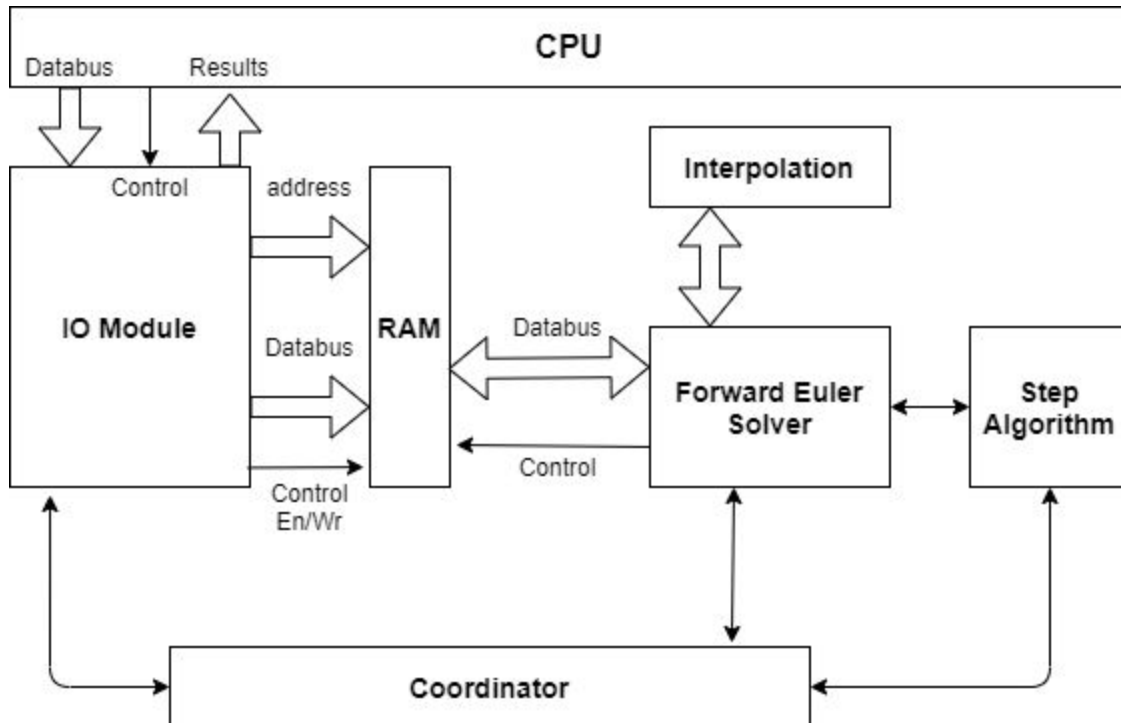 CPU
Databus
Results
Control
address
Interpolation
IO Module
RAM
Databus
Databus
Forward Euler
Solver
Step
Algorithm
Control
Control
En/Wr
Coordinator